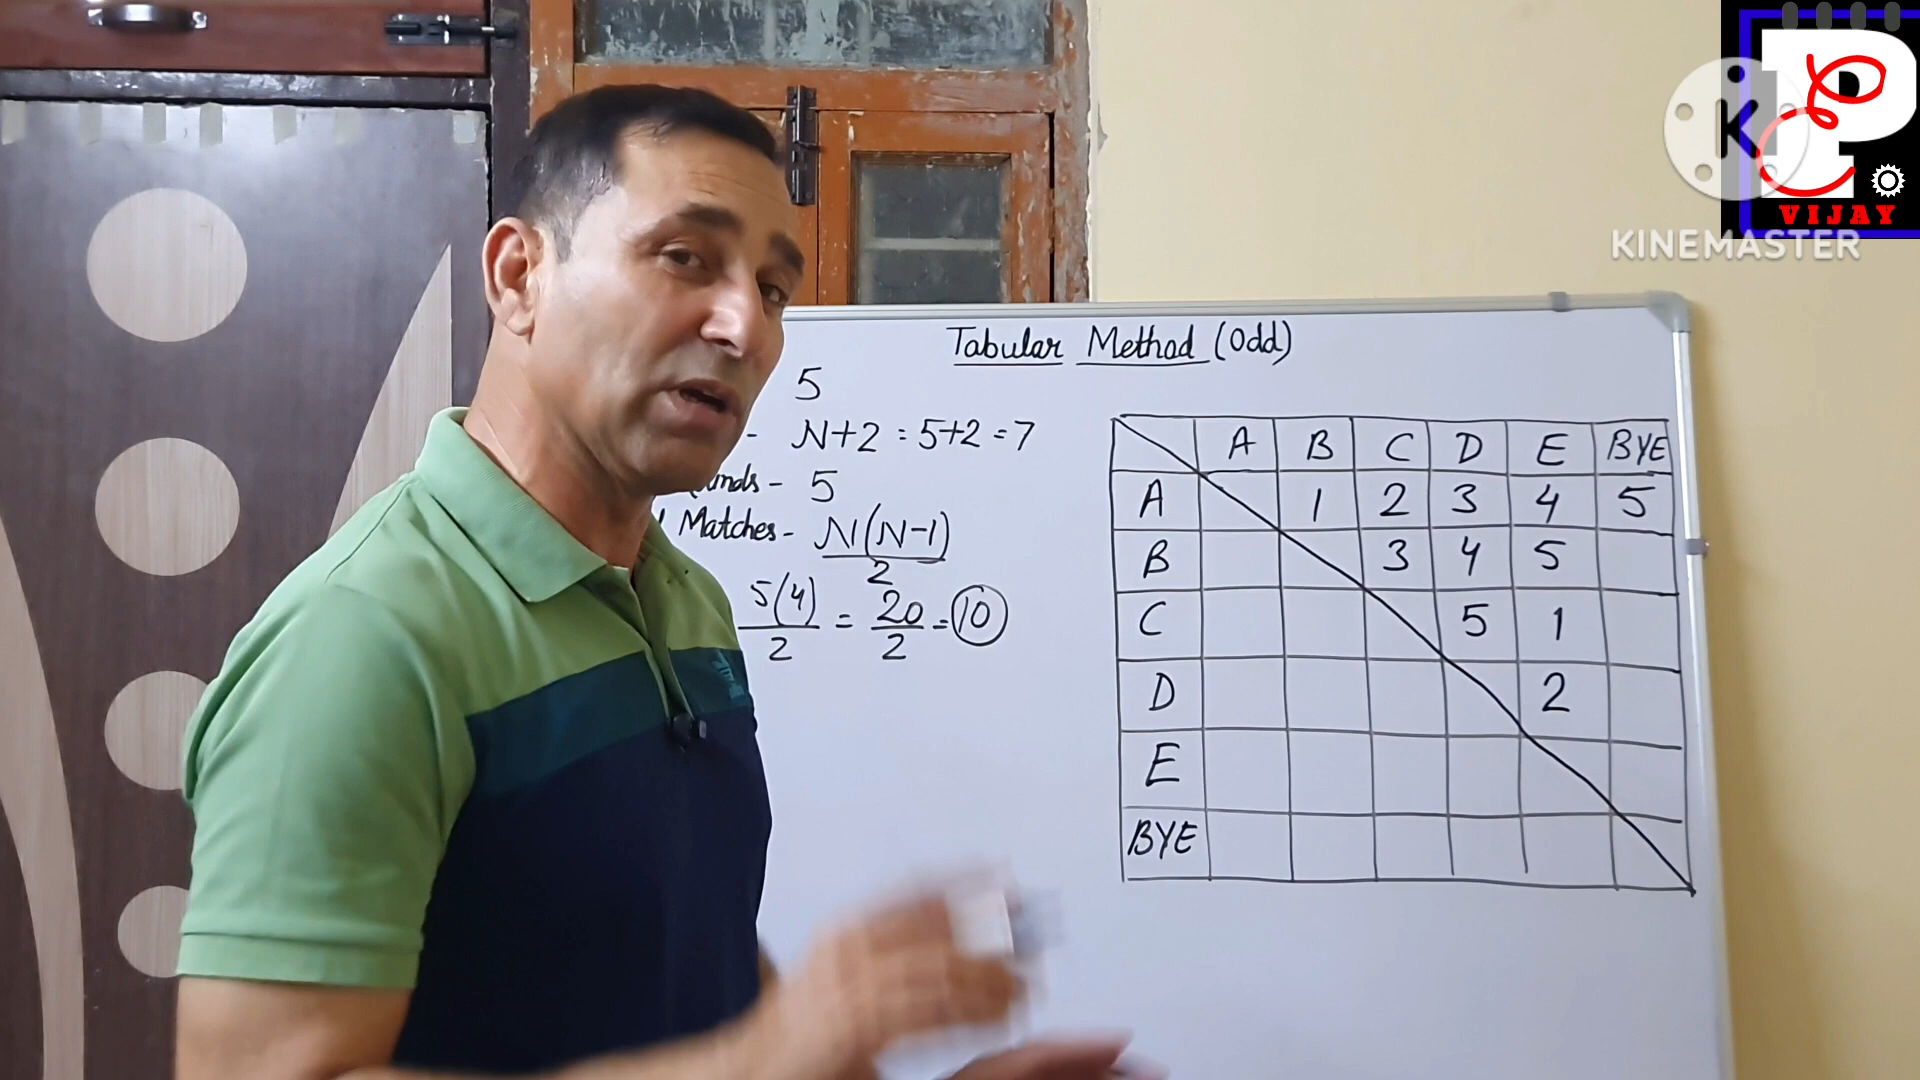 K
P
VIJAY
KINEMASTER
Tabular Method (Odd)
5
- N+2 = 5+2 = 7
- 5
Matches - N(N-1)
2
5(4) = 20 = 10
2 2
A B C D E BYE
A 1 2 3 4 5
B 3 4 5
C 5 1
D 2
E
BYE